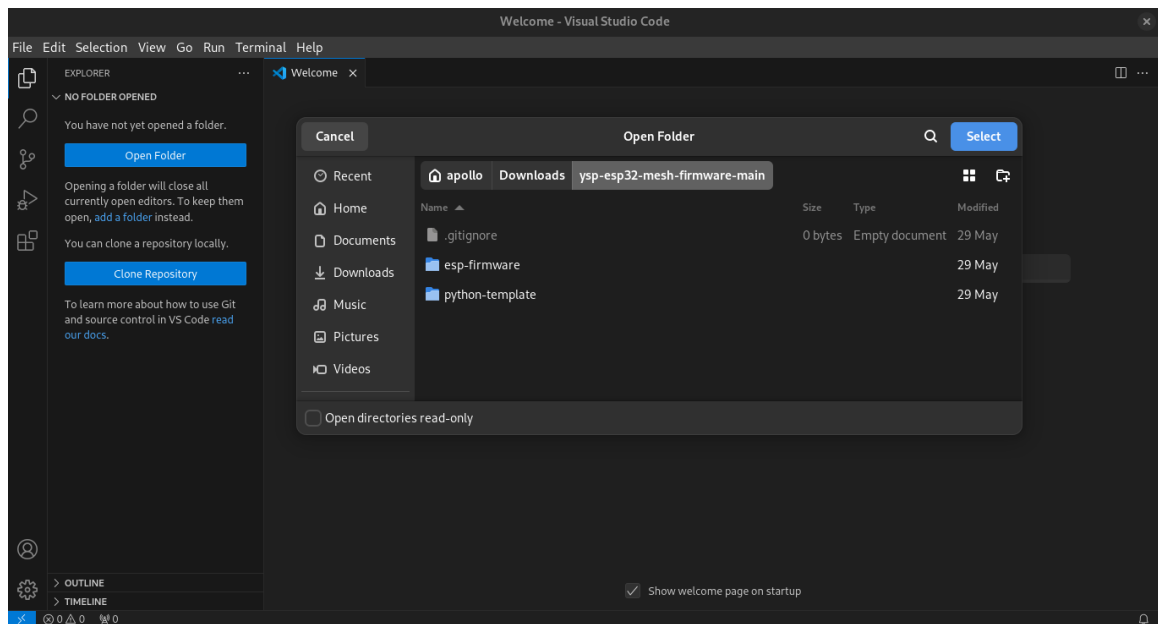 Welcome - Visual Studio Code
File Edit Selection View Go Run Terminal Help
EXPLORER
Welcome
NO FOLDER OPENED
You have not yet opened a folder.
Open Folder
Opening a folder will close all
currently open editors. To keep them
open, add a folder instead.
You can clone a repository locally.
Clone Repository
To learn more about how to use Git
and source control in VS Code read
our docs.
OUTLINE
TIMELINE
0 0 0
Cancel
Open Folder
Select
Recent
Home
Documents
Downloads
Music
Pictures
Videos
apollo Downloads ysp-esp32-mesh-firmware-main
Name Size Type Modified
.gitignore 0 bytes Empty document 29 May
esp-firmware 29 May
python-template 29 May
Open directories read-only
Show welcome page on startup